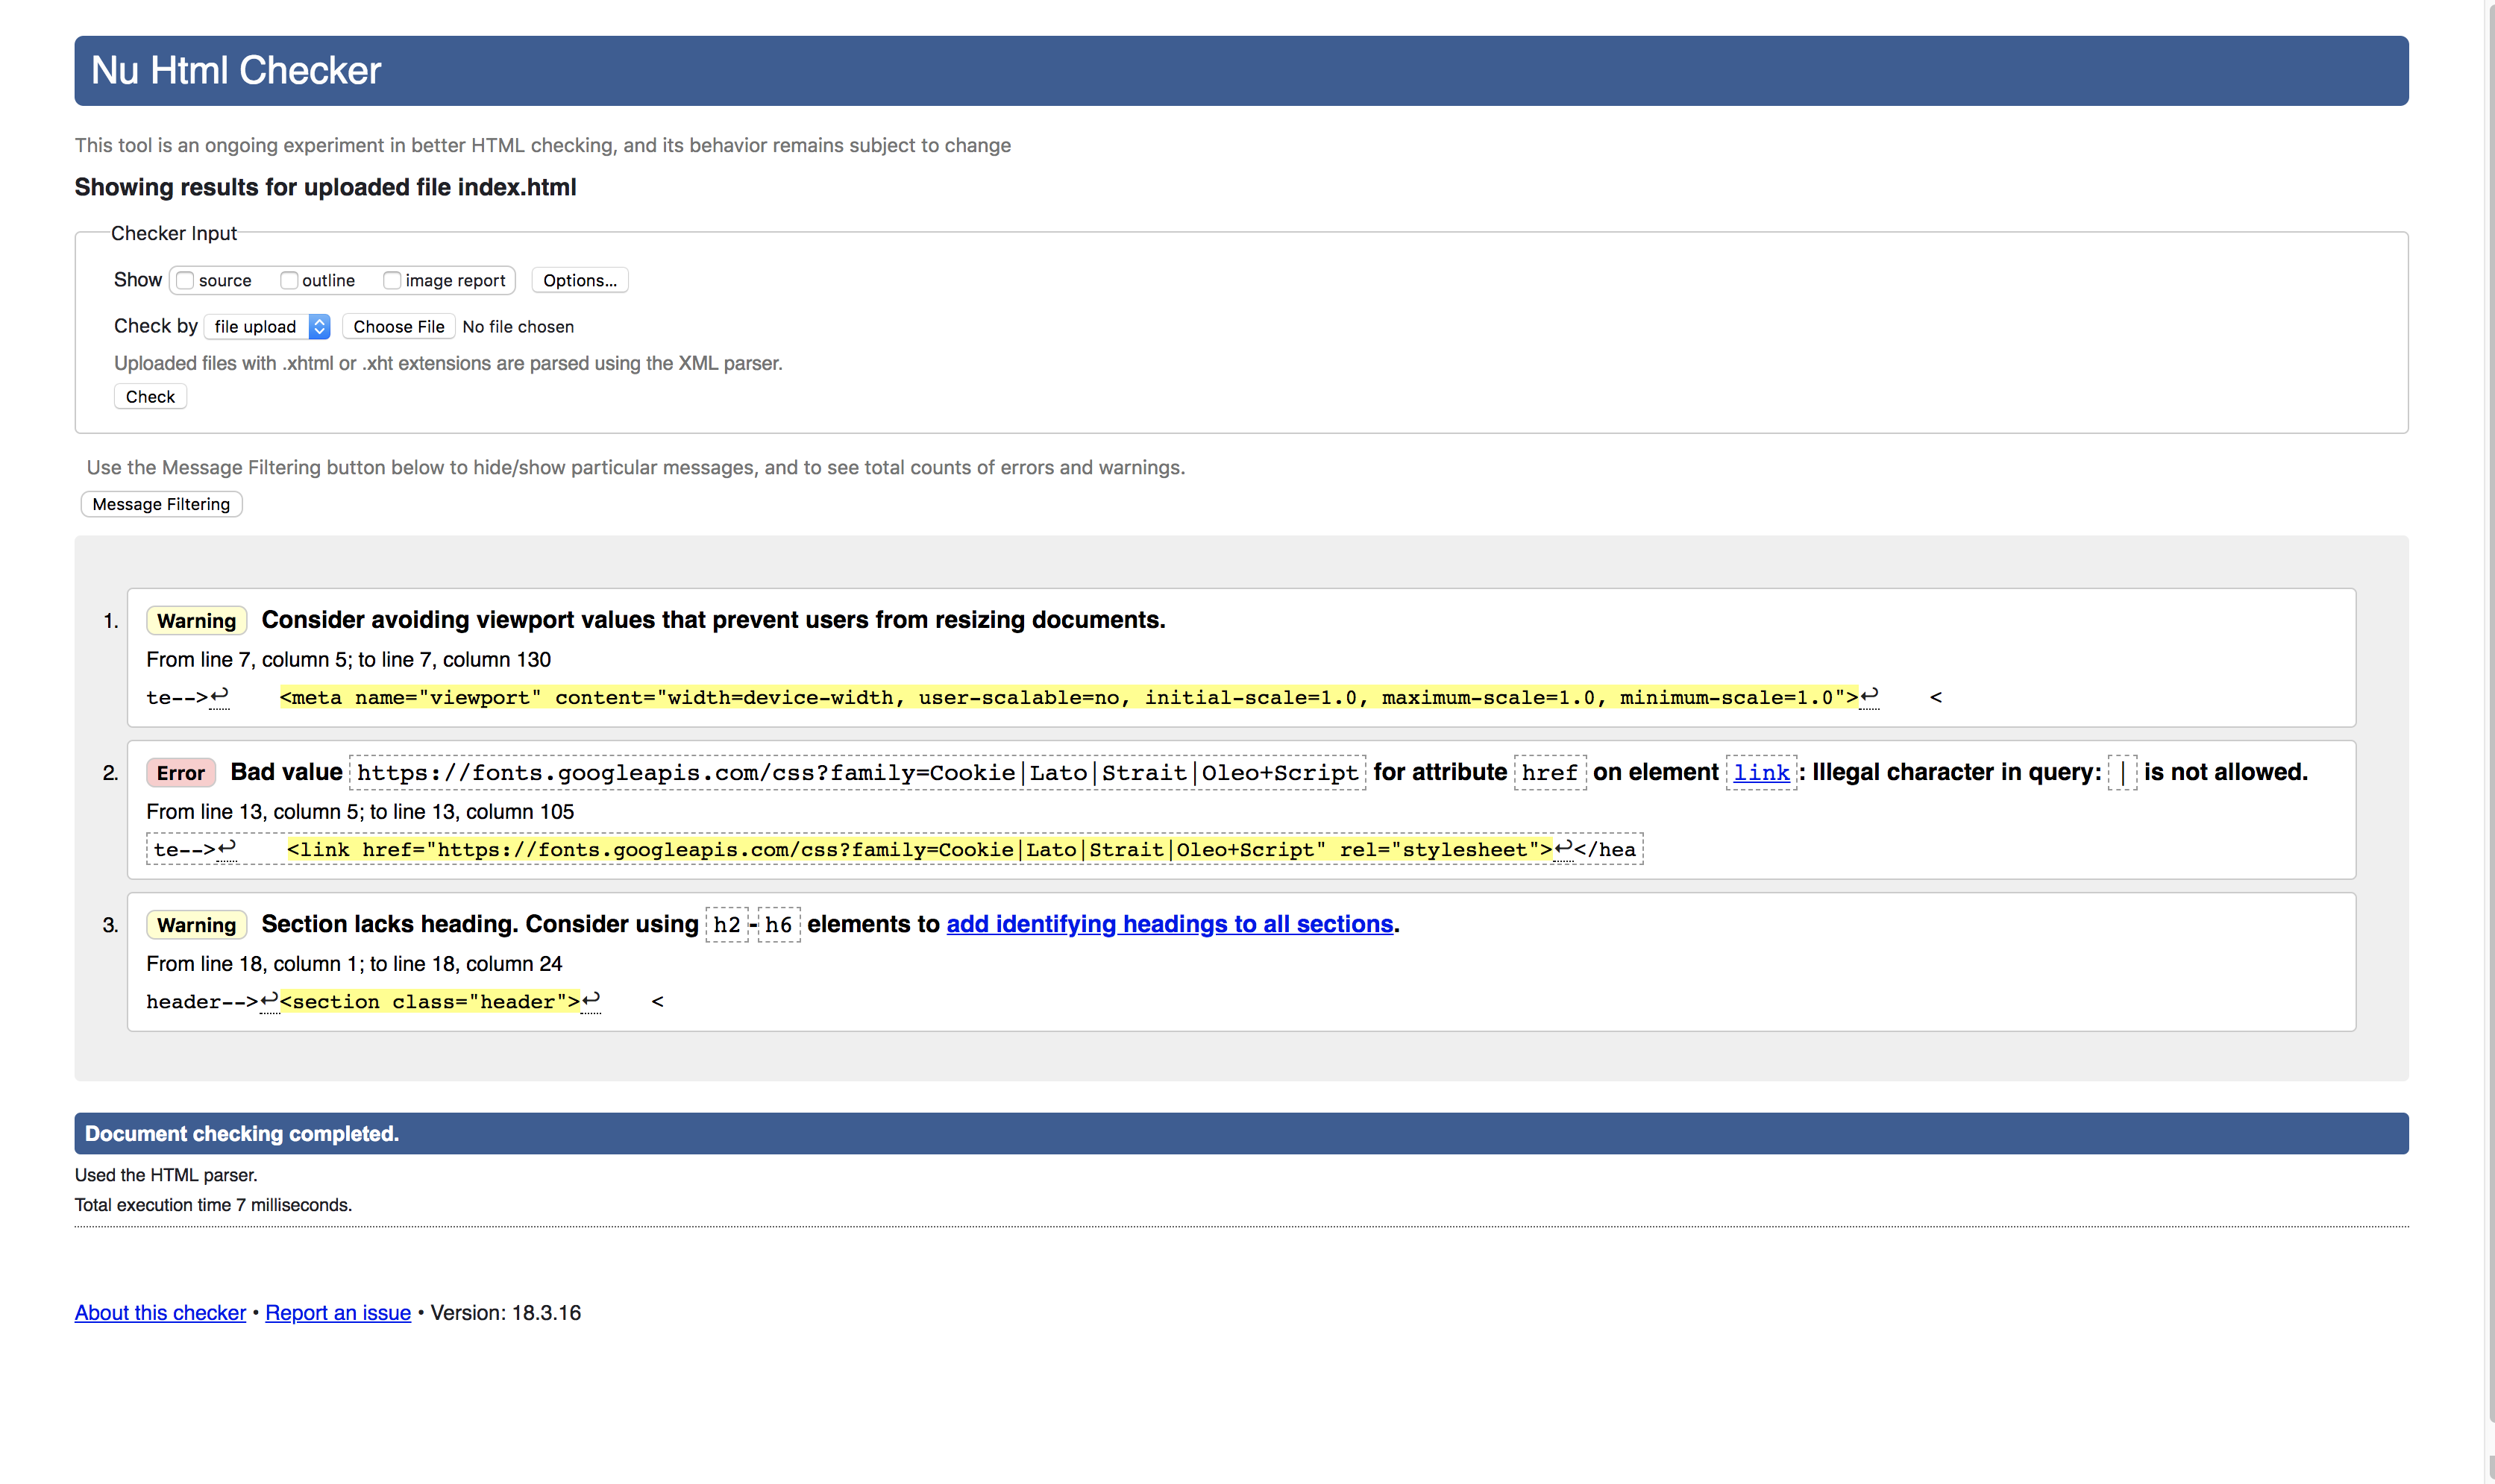 Nu Html Checker
This tool is an ongoing experiment in better HTML checking, and its behavior remains subject to change
Showing results for uploaded file index.html
Checker Input
Show source outline image report Options...
Check by file upload Choose File No file chosen
Uploaded files with .xhtml or .xht extensions are parsed using the XML parser.
Check
Use the Message Filtering button below to hide/show particular messages, and to see total counts of errors and warnings.
Message Filtering
1. Warning Consider avoiding viewport values that prevent users from resizing documents.
From line 7, column 5; to line 7, column 130
te-->↩ <meta name="viewport" content="width=device-width, user-scalable=no, initial-scale=1.0, maximum-scale=1.0, minimum-scale=1.0">↩ <
2. Error Bad value https://fonts.googleapis.com/css?family=Cookie|Lato|Strait|Oleo+Script for attribute href on element link: Illegal character in query: | is not allowed.
From line 13, column 5; to line 13, column 105
te-->↩ <link href="https://fonts.googleapis.com/css?family=Cookie|Lato|Strait|Oleo+Script" rel="stylesheet">↩</hea
3. Warning Section lacks heading. Consider using h2-h6 elements to add identifying headings to all sections.
From line 18, column 1; to line 18, column 24
header-->↩<section class="header">↩ <
Document checking completed.
Used the HTML parser.
Total execution time 7 milliseconds.
About this checker • Report an issue • Version: 18.3.16